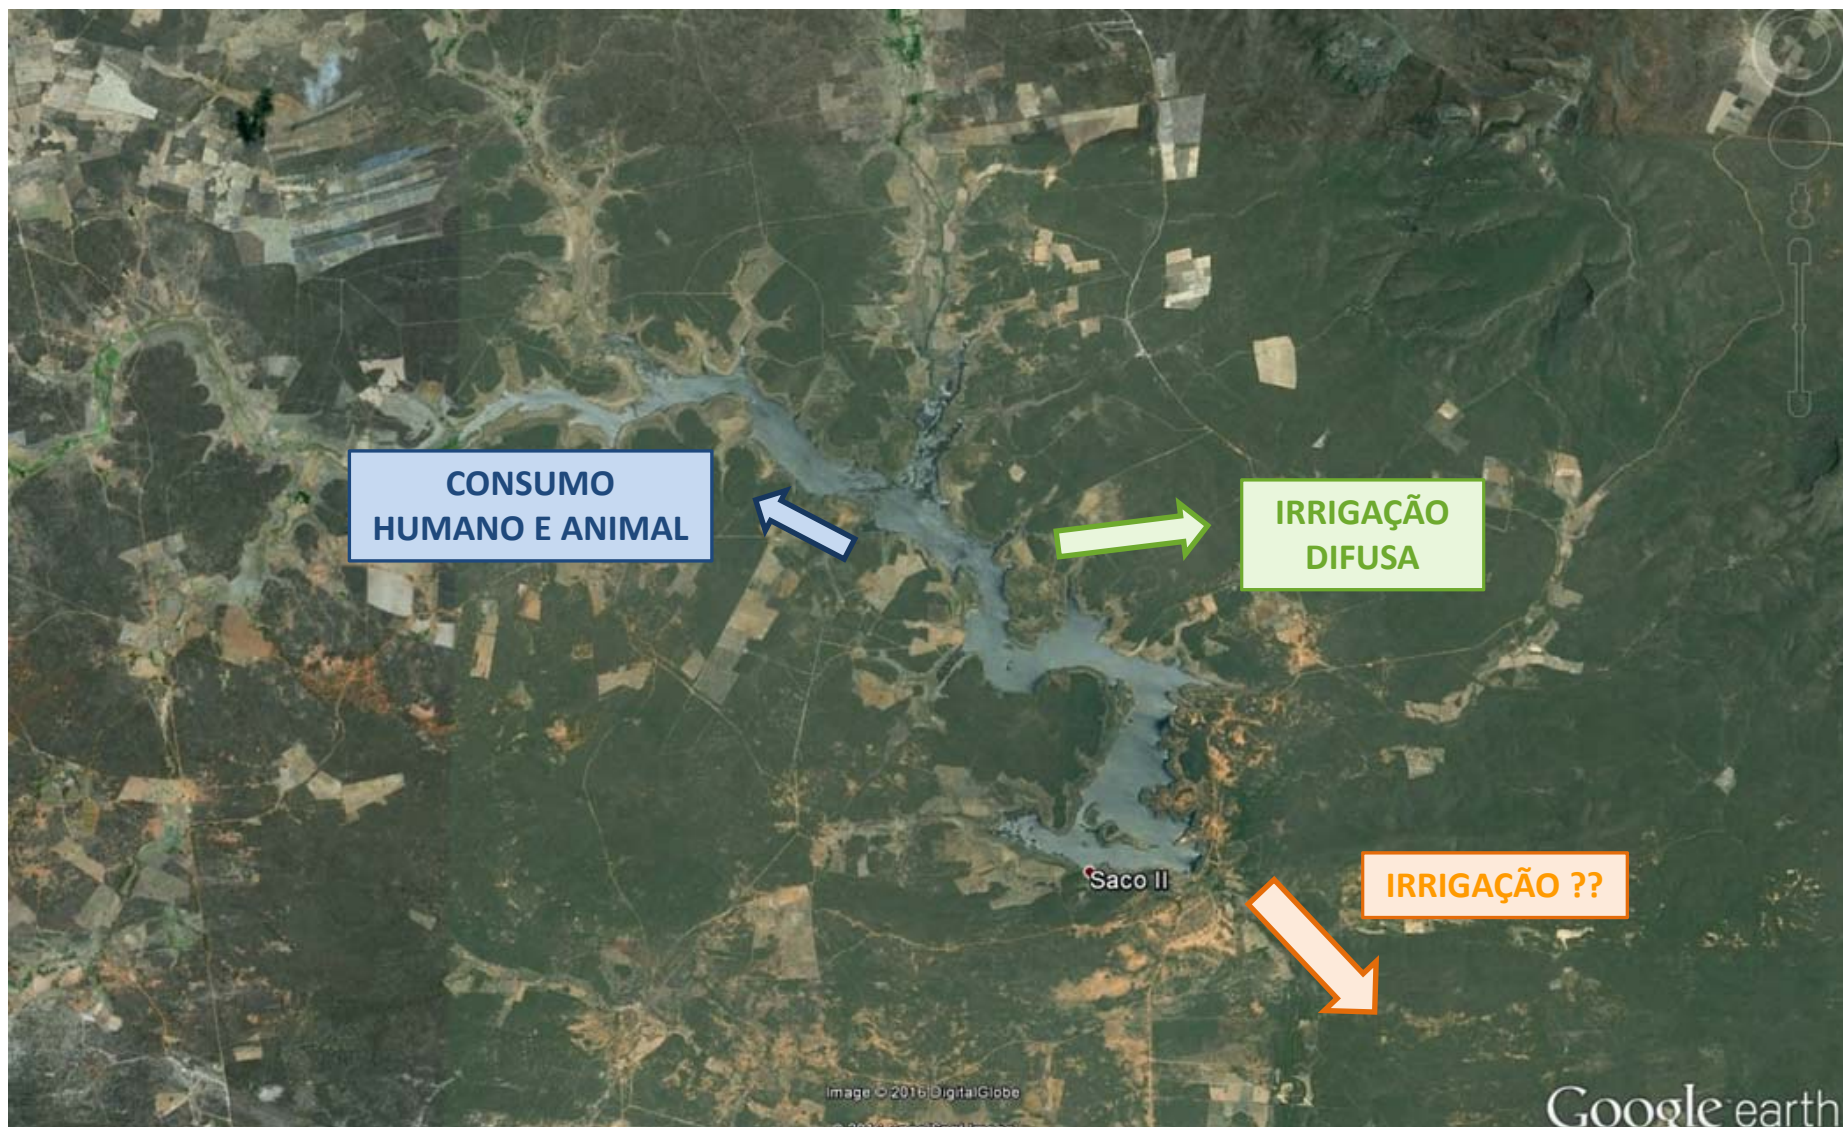 CONSUMO
HUMANO E ANIMAL
IRRIGAÇÃO
DIFUSA
IRRIGAÇÃO ??
Saco II
Image © 2016 DigitalGlobe
Google earth